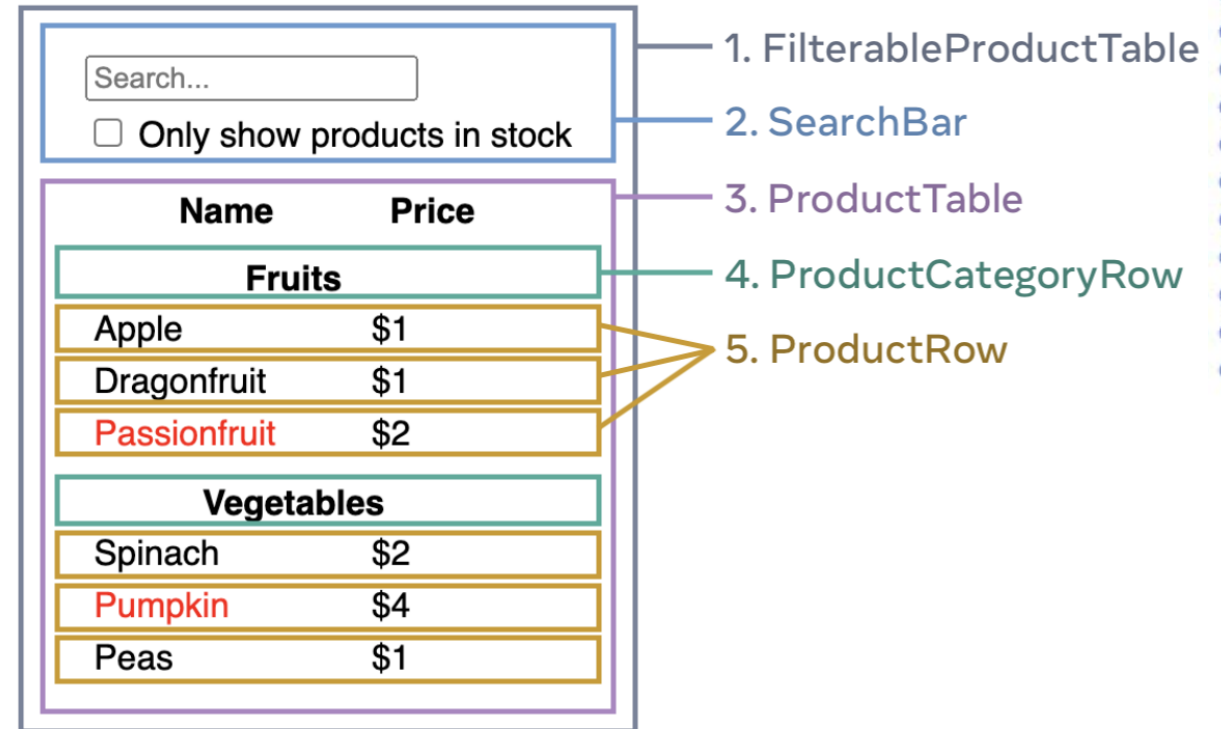 Search...
Only show products in stock
Name Price
Fruits
Apple $1
Dragonfruit $1
Passionfruit $2
Vegetables
Spinach $2
Pumpkin $4
Peas $1
1. FilterableProductTable
2. SearchBar
3. ProductTable
4. ProductCategoryRow
5. ProductRow